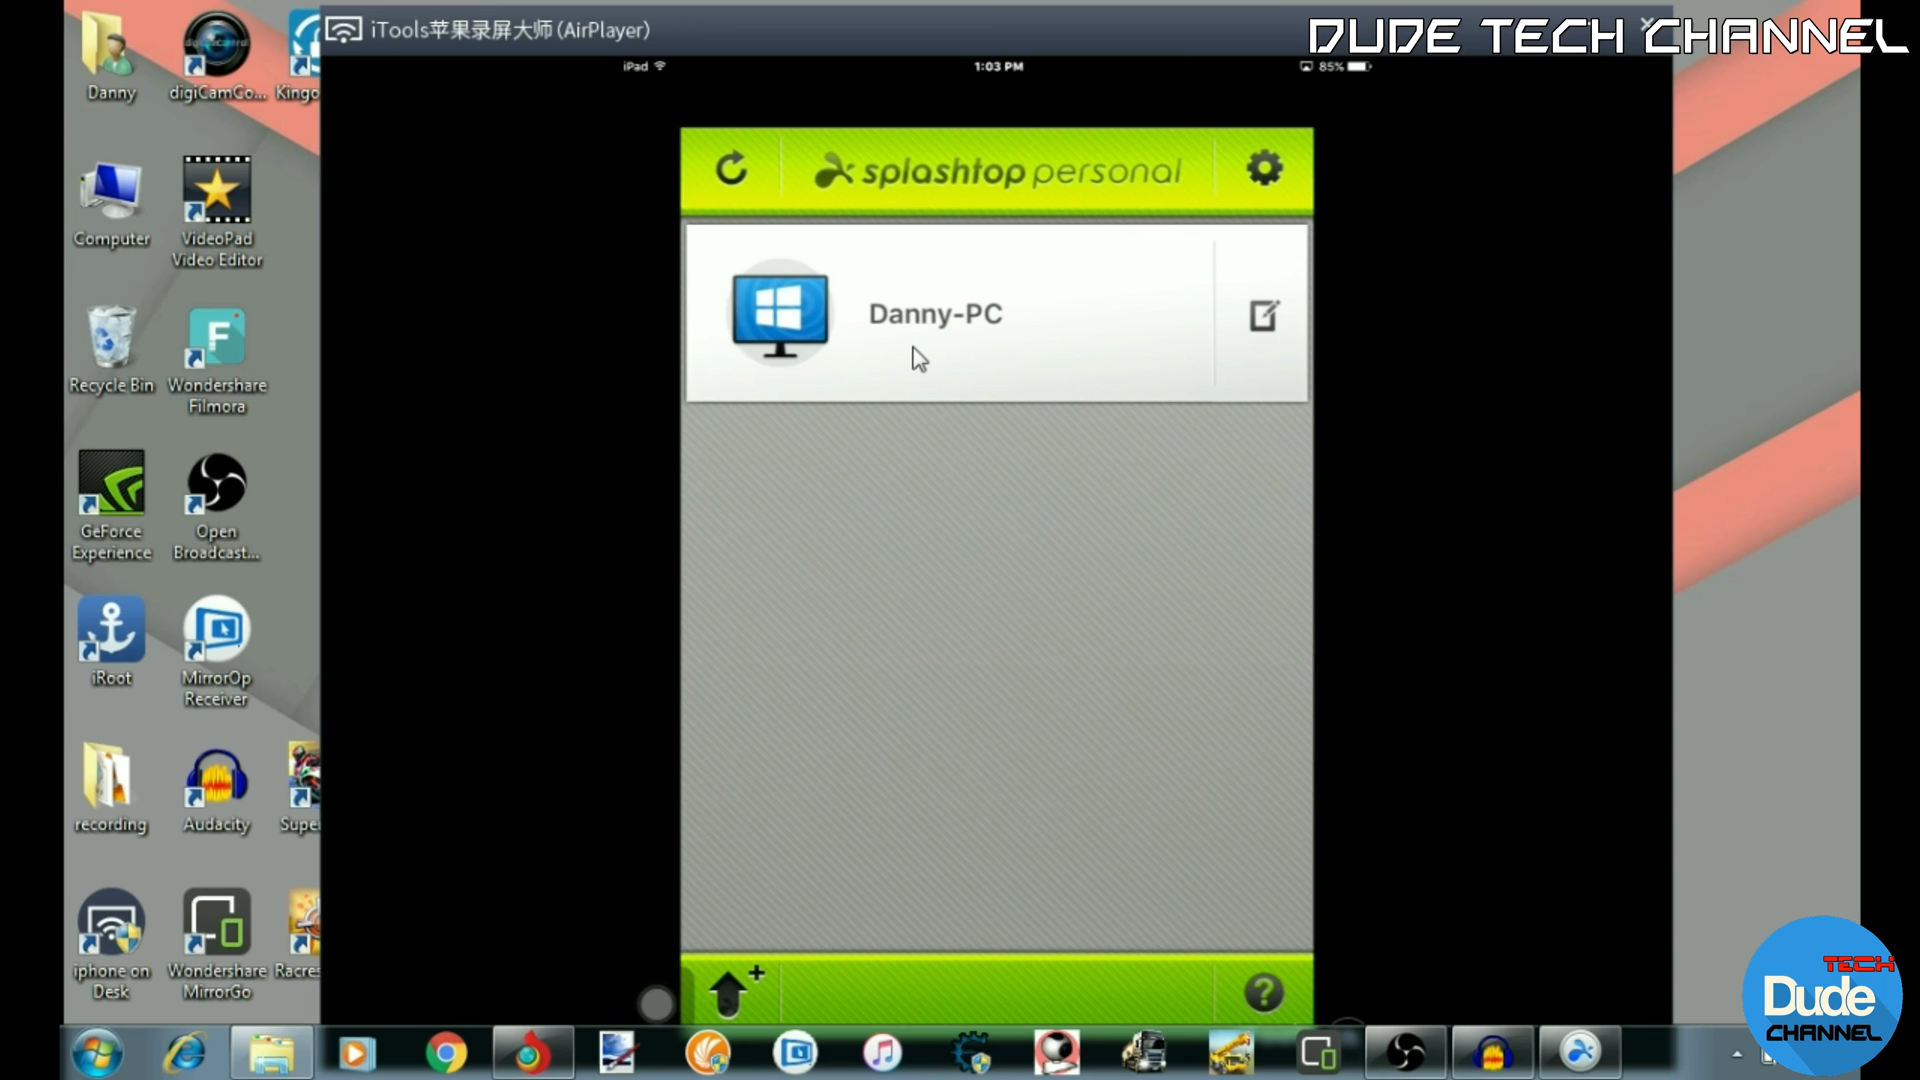 iTools苹果录屏大师(AirPlayer)
DUDE TECH CHANNEL
iPad
1:03 PM
85%
splashtop personal
Danny-PC
Danny
digiCamCo...
Kingo
Computer
VideoPad
Video Editor
Recycle Bin
Wondershare
Filmora
GeForce
Experience
Open
Broadcast...
iRoot
MirrorOp
Receiver
recording
Audacity
Supe
iphone on
Desk
Wondershare
MirrorGo
Racres
TECH
Dude
CHANNEL